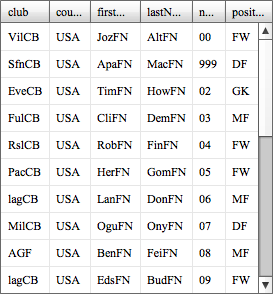 club cou... first... lastN... n... posit...
VilCB USA JozFN AltFN 00 FW
SfnCB USA ApaFN MacFN 999 DF
EveCB USA TimFN HowFN 02 GK
FulCB USA CliFN DemFN 03 MF
RslCB USA RobFN FinFN 04 FW
PacCB USA HerFN GomFN 05 FW
lagCB USA LanFN DonFN 06 MF
MilCB USA OguFN OnyFN 07 DF
AGF USA BenFN FeiFN 08 MF
lagCB USA EdsFN BudFN 09 FW